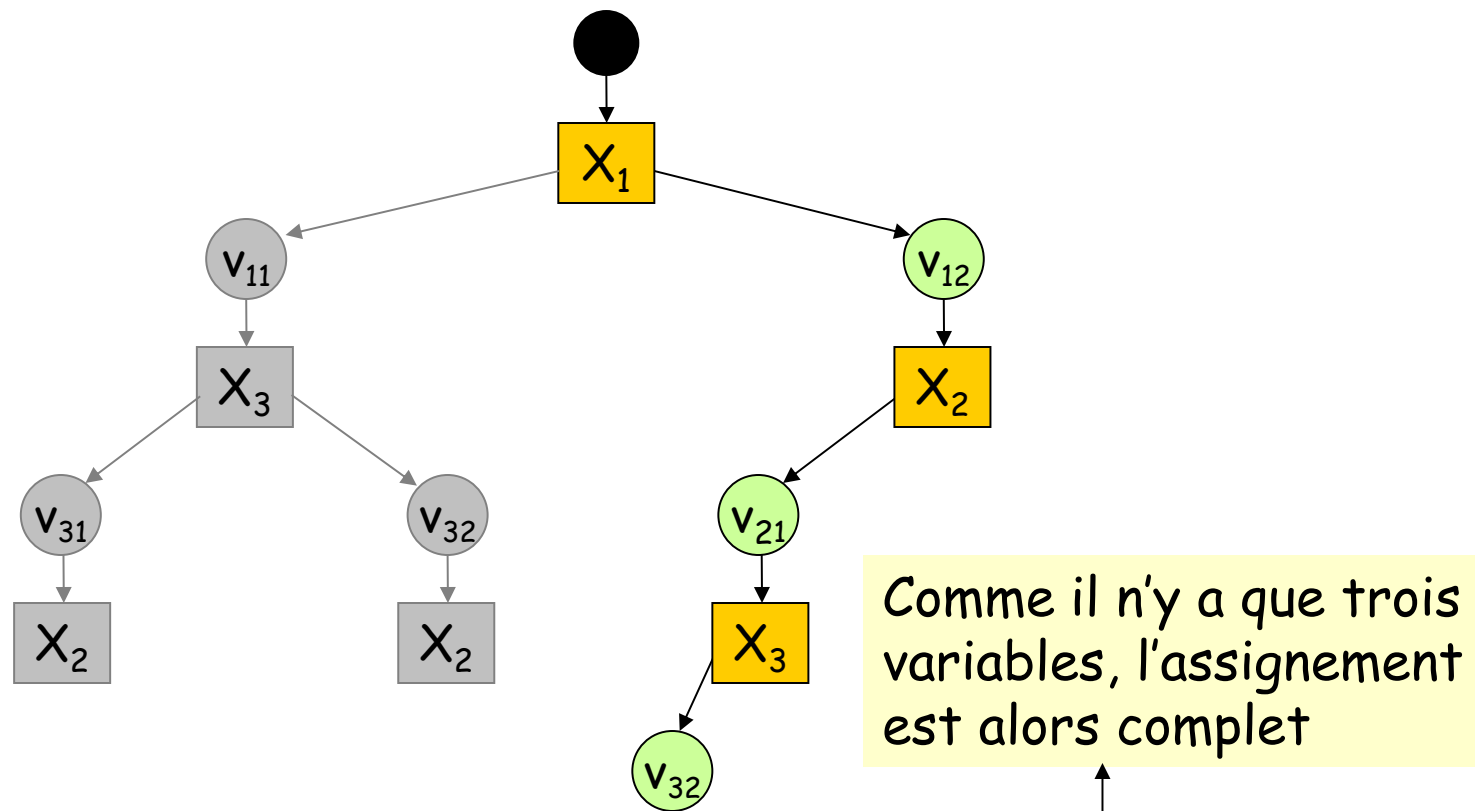 X₁
v₁₁
v₁₂
X₃
X₂
v₃₁
v₃₂
v₂₁
X₂
X₂
X₃
Comme il n'y a que trois
variables, l'assignement
est alors complet
v₃₂